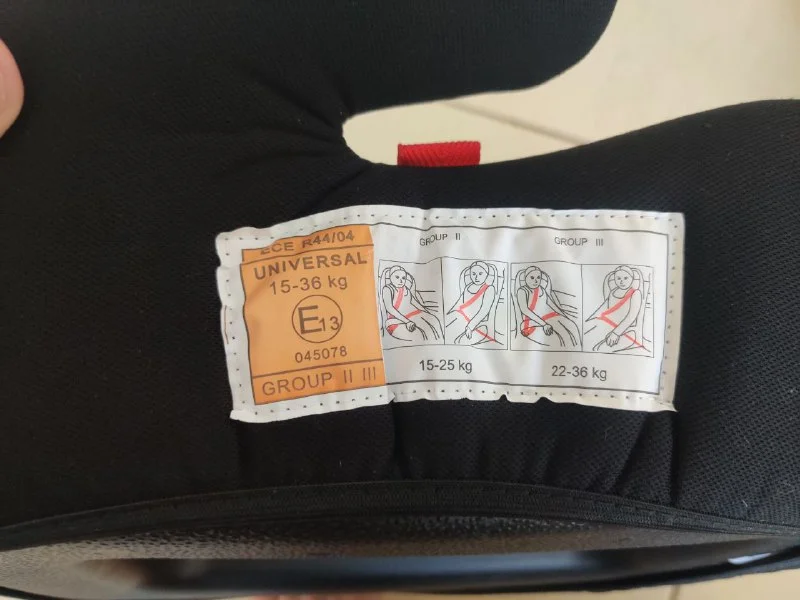 ECE R44/04
UNIVERSAL
15-36 kg
E13
045078
GROUP II III
GROUP II
15-25 kg
GROUP III
22-36 kg